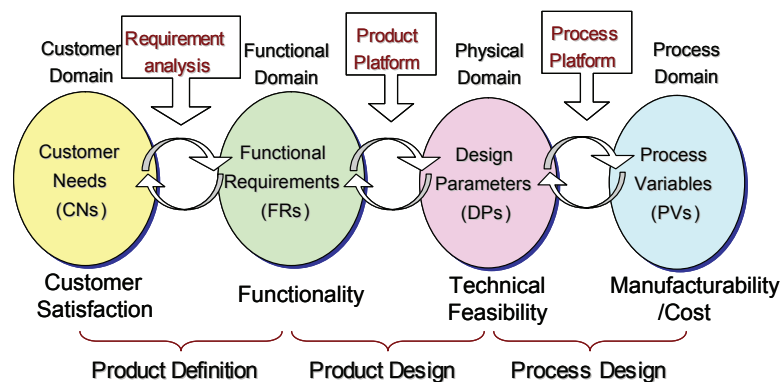 Customer
Domain
Requirement
analysis
Functional
Domain
Product
Platform
Physical
Domain
Process
Platform
Process
Domain
Customer
Needs
(CNs)
Functional
Requirements
(FRs)
Design
Parameters
(DPs)
Process
Variables
(PVs)
Customer
Satisfaction
Functionality
Technical
Feasibility
Manufacturability
/Cost
Product Definition
Product Design
Process Design